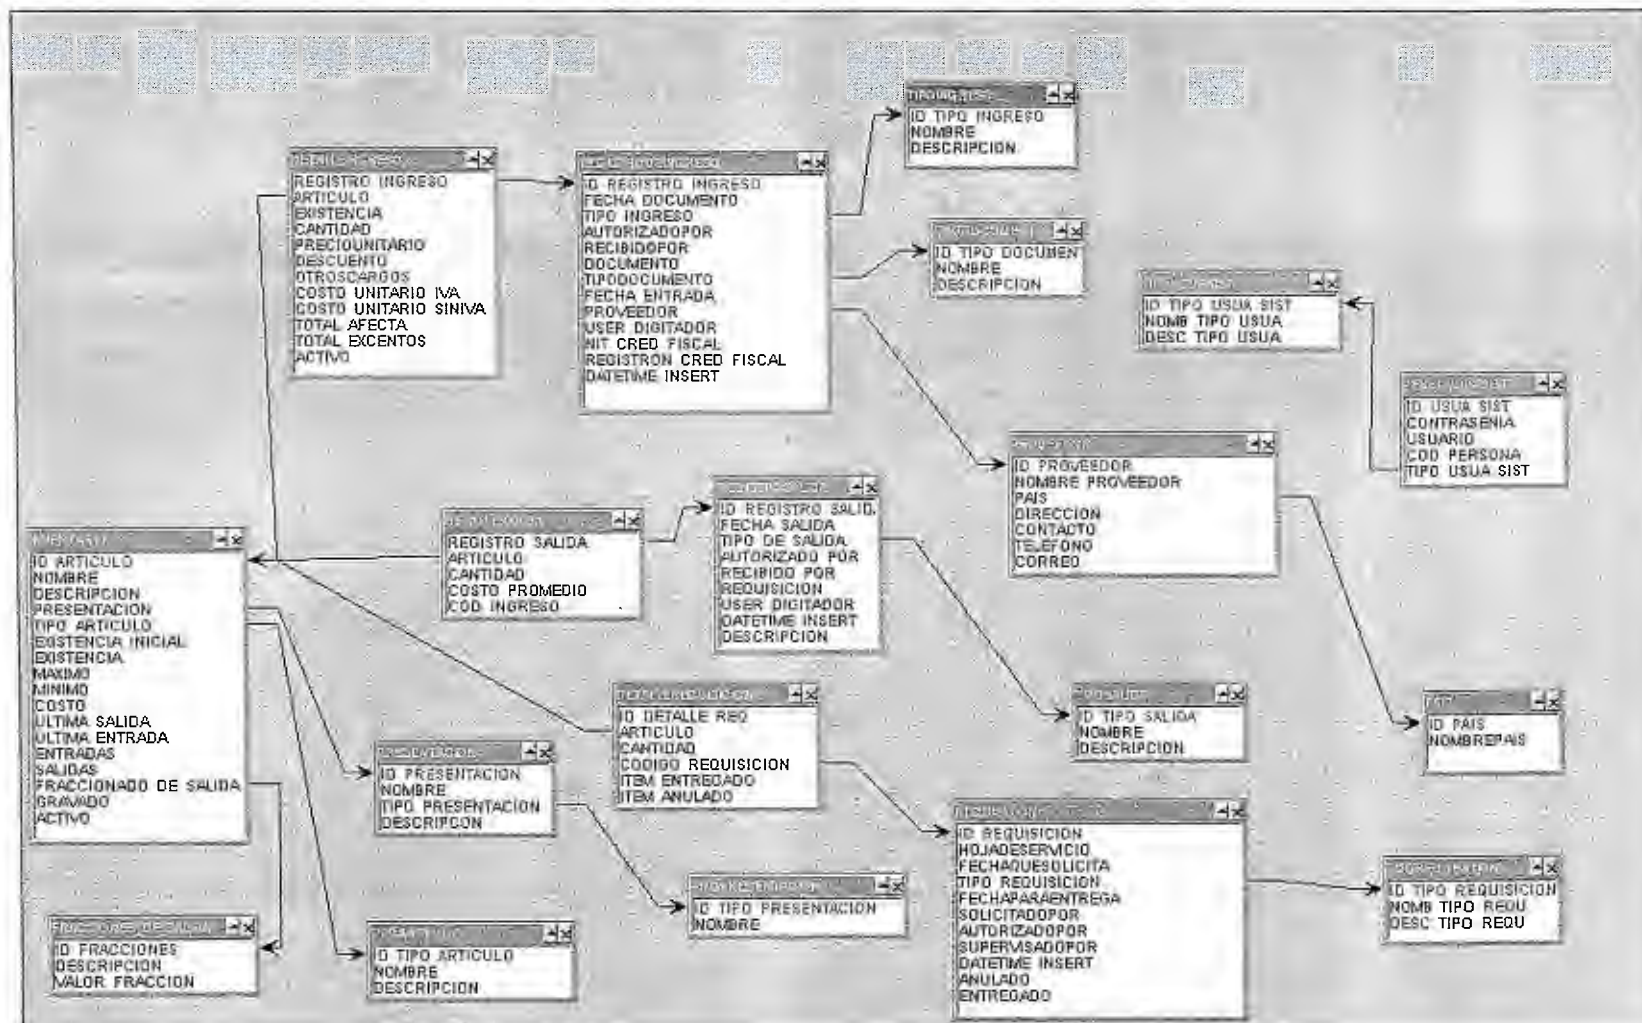 ID TIPO INGRESO
NOMBRE
DESCRIPCION
REGISTRO INGRESO
ARTICULO
EXISTENCIA
CANTIDAD
PRECIOUNITARIO
DESCUENTO
OTROSCARGOS
COSTO UNITARIO IVA
COSTO UNITARIO SINIVA
TOTAL AFECTA
TOTAL EXCENTOS
ACTIVO
ID REGISTRO INGRESO
FECHA DOCUMENTO
TIPO INGRESO
AUTORIZADOPOR
RECIBIDOPOR
DOCUMENTO
TIPODOCUMENTO
FECHA ENTRADA
PROVEEDOR
USER DIGITADOR
NIT CRED FISCAL
REGISTRON CRED FISCAL
DATETIME INSERT
ID TIPO DOCUMEN
NOMBRE
DESCRIPCION
ID TIPO USUA SIST
NOMB TIPO USUA
DESC TIPO USUA
ID USUA SIST
CONTRASENIA
USUARIO
COD PERSONA
TIPO USUA SIST
ID PROVEEDOR
NOMBRE PROVEEDOR
PAIS
DIRECCION
CONTACTO
TELEFONO
CORREO
ID REGISTRO SALID
FECHA SALIDA
TIPO DE SALIDA
AUTORIZADO POR
RECIBIDO POR
REQUISICION
USER DIGITADOR
DATETIME INSERT
DESCRIPCION
REGISTRO SALIDA
ARTICULO
CANTIDAD
COSTO PROMEDIO
COD INGRESO
ID ARTICULO
NOMBRE
DESCRIPCION
PRESENTACION
TIPO ARTICULO
EXISTENCIA INICIAL
EXISTENCIA
MAXIMO
MINIMO
COSTO
ULTIMA SALIDA
ULTIMA ENTRADA
ENTRADAS
SALIDAS
FRACCIONADO DE SALIDA
GRAVADO
ACTIVO
ID DETALLE REQ
ARTICULO
CANTIDAD
CODIGO REQUISICION
ITEM ENTREGADO
ITEM ANULADO
ID TIPO SALIDA
NOMBRE
DESCRIPCION
ID PAIS
NOMBREPAIS
ID PRESENTACION
NOMBRE
TIPO PRESENTACION
DESCRIPCON
ID REQUISICION
HOJADESERVICIO
FECHAQUESOLICITA
TIPO REQUISICION
FECHAPARAENTREGA
SOLICITADOPOR
AUTORIZADOPOR
SUPERVISADOPOR
DATETIME INSERT
ANULADO
ENTREGADO
ID TIPO REQUISICION
NOMB TIPO REQU
DESC TIPO REQU
ID TIPO PRESENTACION
NOMBRE
FRACCIONES DE SALIDA
ID FRACCIONES
DESCRIPCION
VALOR FRACCION
ID TIPO ARTICULO
NOMBRE
DESCRIPCION